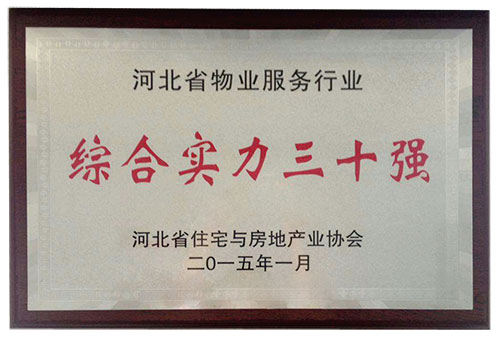 河北省物业服务行业
综合实力三十强
河北省住宅与房地产业协会
二0一五年一月